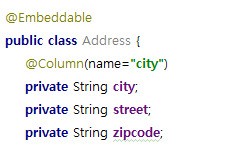 @Embeddable
public class Address {
    @Column(name="city")
    private String city;
    private String street;
    private String zipcode;